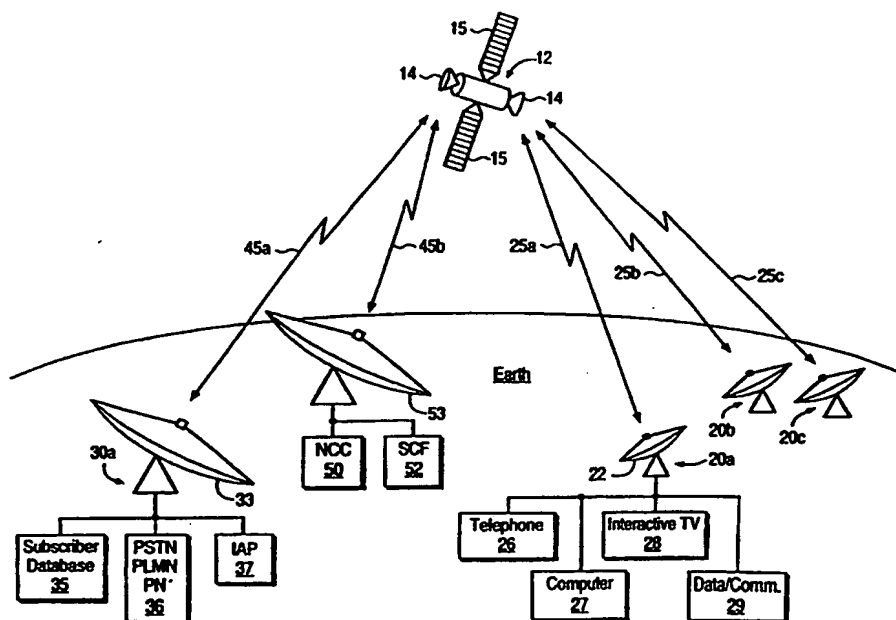 15
12
14
14
15
45a
45b
25a
25b
25c
Earth
53
20b
20c
NCC
50
SCF
52
30a
33
22
20a
Subscriber
Database
35
PSTN
PLMN
PN
36
IAP
37
Telephone
26
Interactive TV
28
Computer
27
Data/Comm.
29